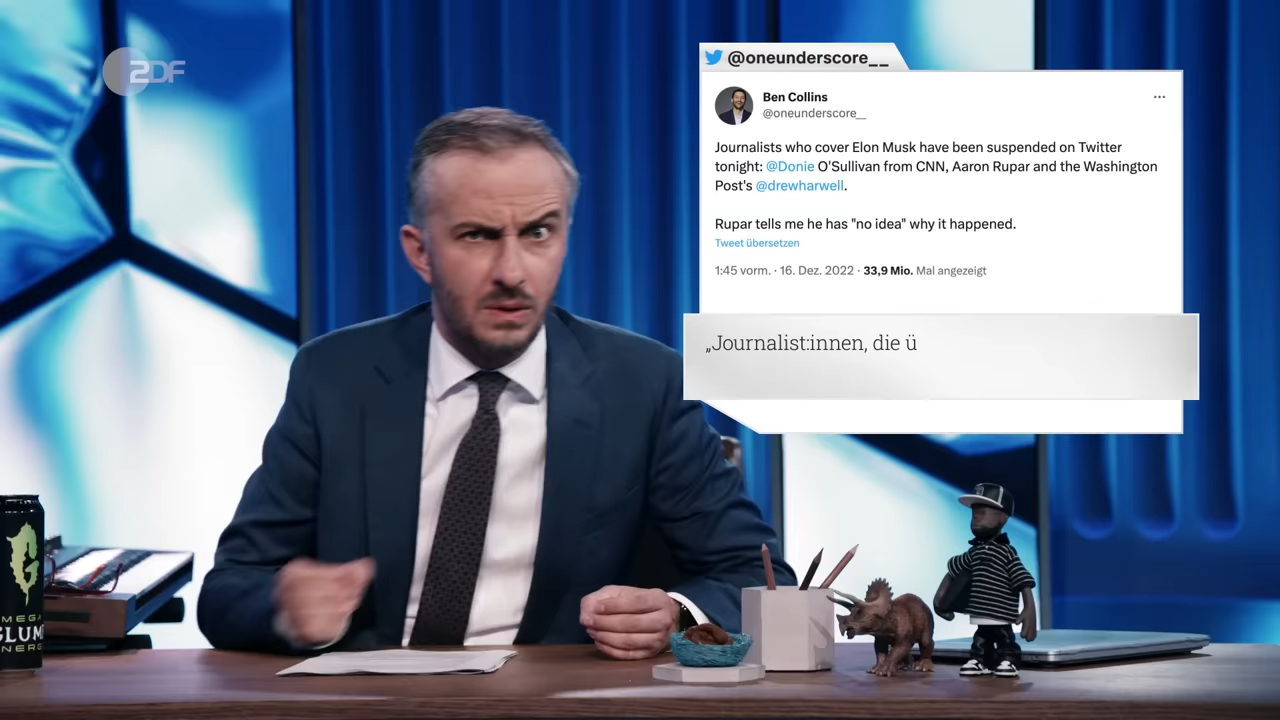 ZDF
@oneunderscore__
Ben Collins
@oneunderscore__
Journalists who cover Elon Musk have been suspended on Twitter
tonight: @Donie O'Sullivan from CNN, Aaron Rupar and the Washington
Post's @drewharwell.
Rupar tells me he has "no idea" why it happened.
Tweet übersetzen
1:45 vorm. · 16. Dez. 2022 · 33,9 Mio. Mal angezeigt
„Journalist:innen, die ü
MEGA